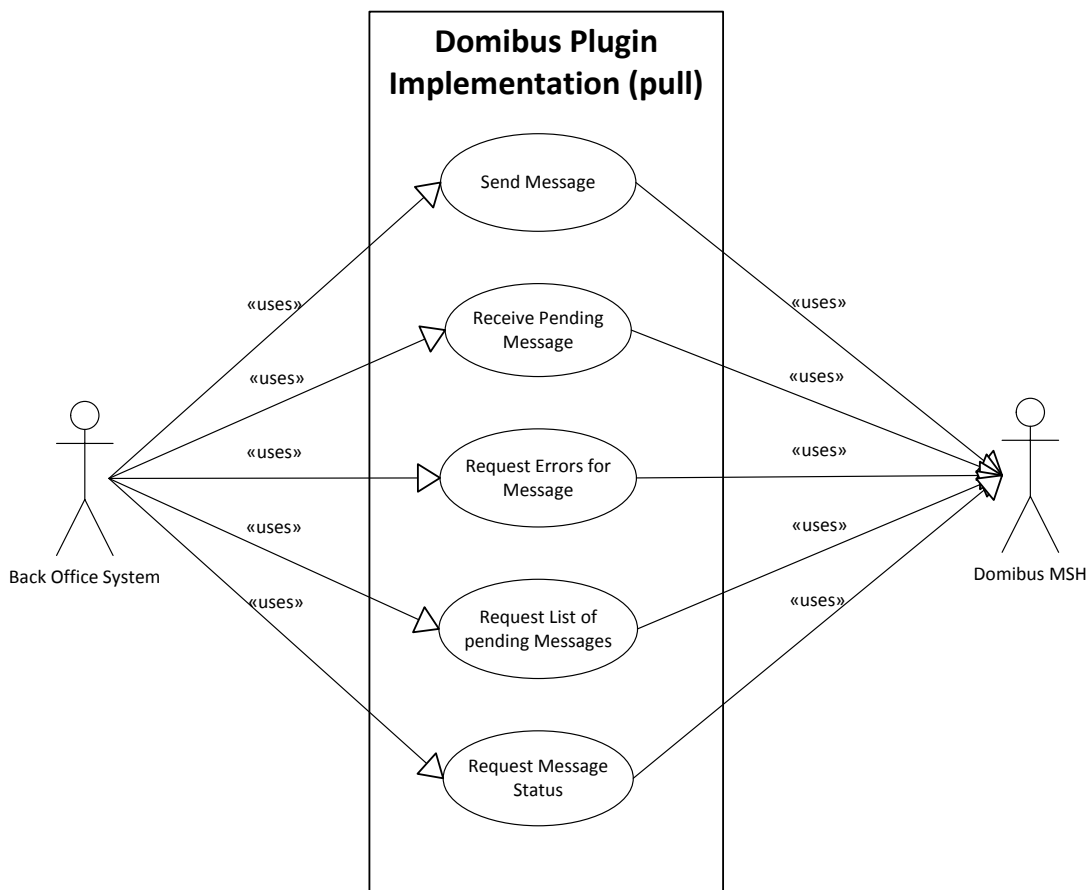 Domibus Plugin
Implementation (pull)
Send Message
«uses»
«uses»
Receive Pending
Message
«uses»
«uses»
Request Errors for
Message
«uses»
«uses»
Request List of
pending Messages
«uses»
«uses»
Back Office System
Domibus MSH
Request Message
Status
«uses»
«uses»